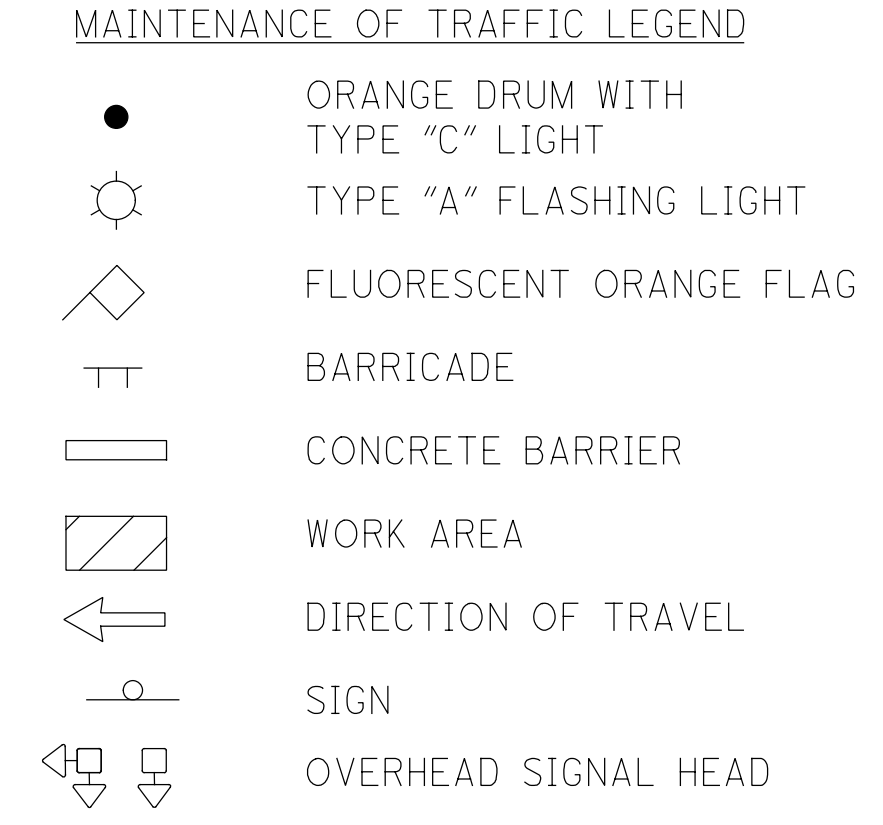 MAINTENANCE OF TRAFFIC LEGEND
ORANGE DRUM WITH
TYPE "C" LIGHT
TYPE "A" FLASHING LIGHT
FLUORESCENT ORANGE FLAG
BARRICADE
CONCRETE BARRIER
WORK AREA
DIRECTION OF TRAVEL
SIGN
OVERHEAD SIGNAL HEAD